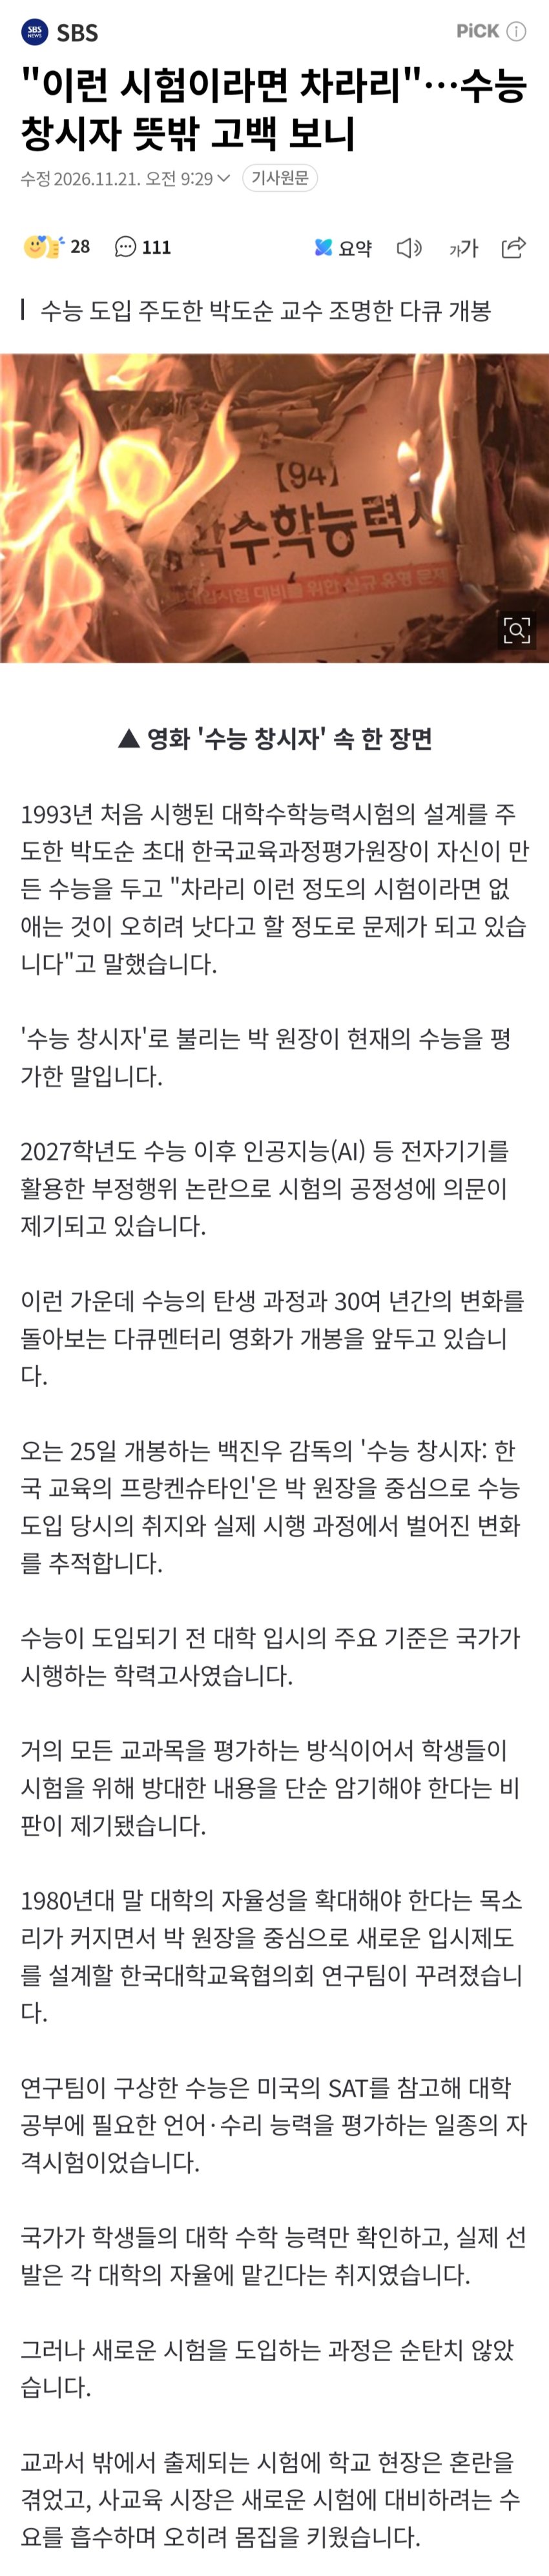 SBS NEWS
SBS
PiCK
"이런 시험이라면 차라리"…수능
창시자 뜻밖 고백 보니
수정 2026.11.21. 오전 9:29
기사원문
28
111
요약
가가
수능 도입 주도한 박도순 교수 조명한 다큐 개봉
【94】
수학능력
대입시험 대비를 위한 신규 유형 문제
▲ 영화 '수능 창시자' 속 한 장면
1993년 처음 시행된 대학수학능력시험의 설계를 주
도한 박도순 초대 한국교육과정평가원장이 자신이 만
든 수능을 두고 "차라리 이런 정도의 시험이라면 없
애는 것이 오히려 낫다고 할 정도로 문제가 되고 있습
니다"고 말했습니다.
'수능 창시자'로 불리는 박 원장이 현재의 수능을 평
가한 말입니다.
2027학년도 수능 이후 인공지능(AI) 등 전자기기를
활용한 부정행위 논란으로 시험의 공정성에 의문이
제기되고 있습니다.
이런 가운데 수능의 탄생 과정과 30여 년간의 변화를
돌아보는 다큐멘터리 영화가 개봉을 앞두고 있습니
다.
오는 25일 개봉하는 백진우 감독의 '수능 창시자: 한
국 교육의 프랑켄슈타인'은 박 원장을 중심으로 수능
도입 당시의 취지와 실제 시행 과정에서 벌어진 변화
를 추적합니다.
수능이 도입되기 전 대학 입시의 주요 기준은 국가가
시행하는 학력고사였습니다.
거의 모든 교과목을 평가하는 방식이어서 학생들이
시험을 위해 방대한 내용을 단순 암기해야 한다는 비
판이 제기됐습니다.
1980년대 말 대학의 자율성을 확대해야 한다는 목소
리가 커지면서 박 원장을 중심으로 새로운 입시제도
를 설계할 한국대학교육협의회 연구팀이 꾸려졌습니
다.
연구팀이 구상한 수능은 미국의 SAT를 참고해 대학
공부에 필요한 언어·수리 능력을 평가하는 일종의 자
격시험이었습니다.
국가가 학생들의 대학 수학 능력만 확인하고, 실제 선
발은 각 대학의 자율에 맡긴다는 취지였습니다.
그러나 새로운 시험을 도입하는 과정은 순탄치 않았
습니다.
교과서 밖에서 출제되는 시험에 학교 현장은 혼란을
겪었고, 사교육 시장은 새로운 시험에 대비하려는 수
요를 흡수하며 오히려 몸집을 키웠습니다.